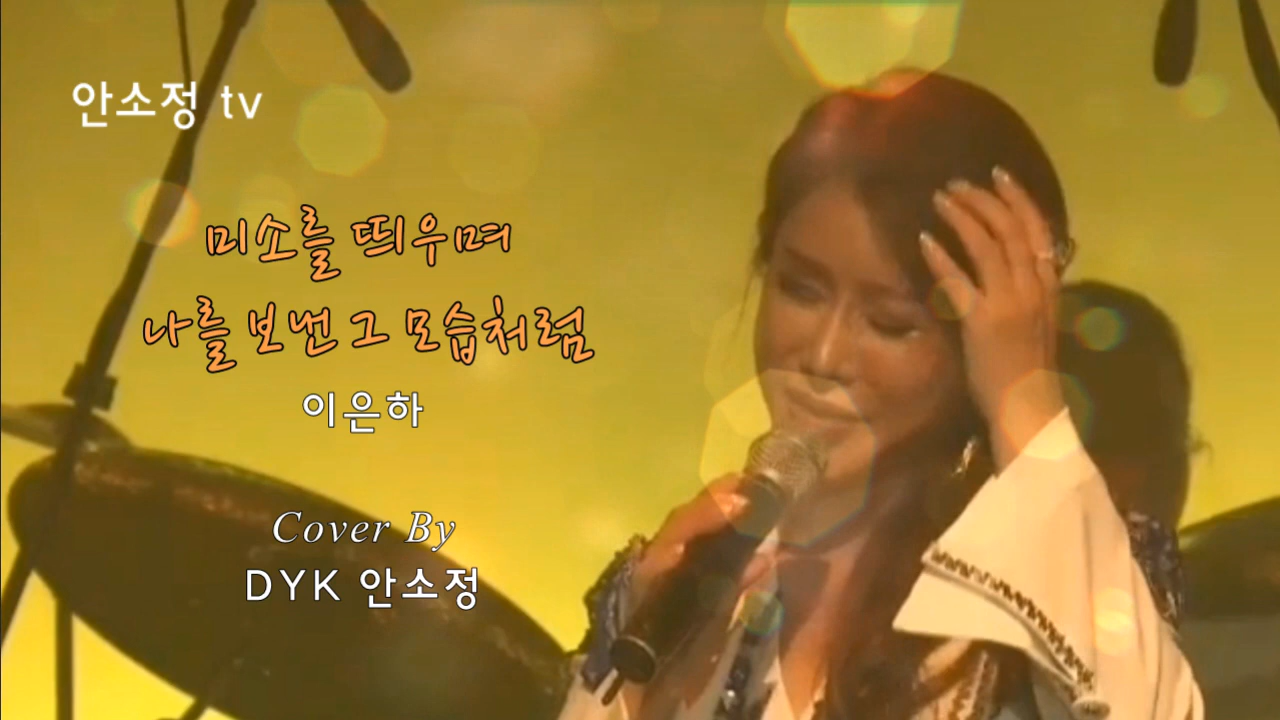 안소정 tv
미소를 띄우며
나를 보낸 그 모습처럼
이은하
Cover By
DYK 안소정